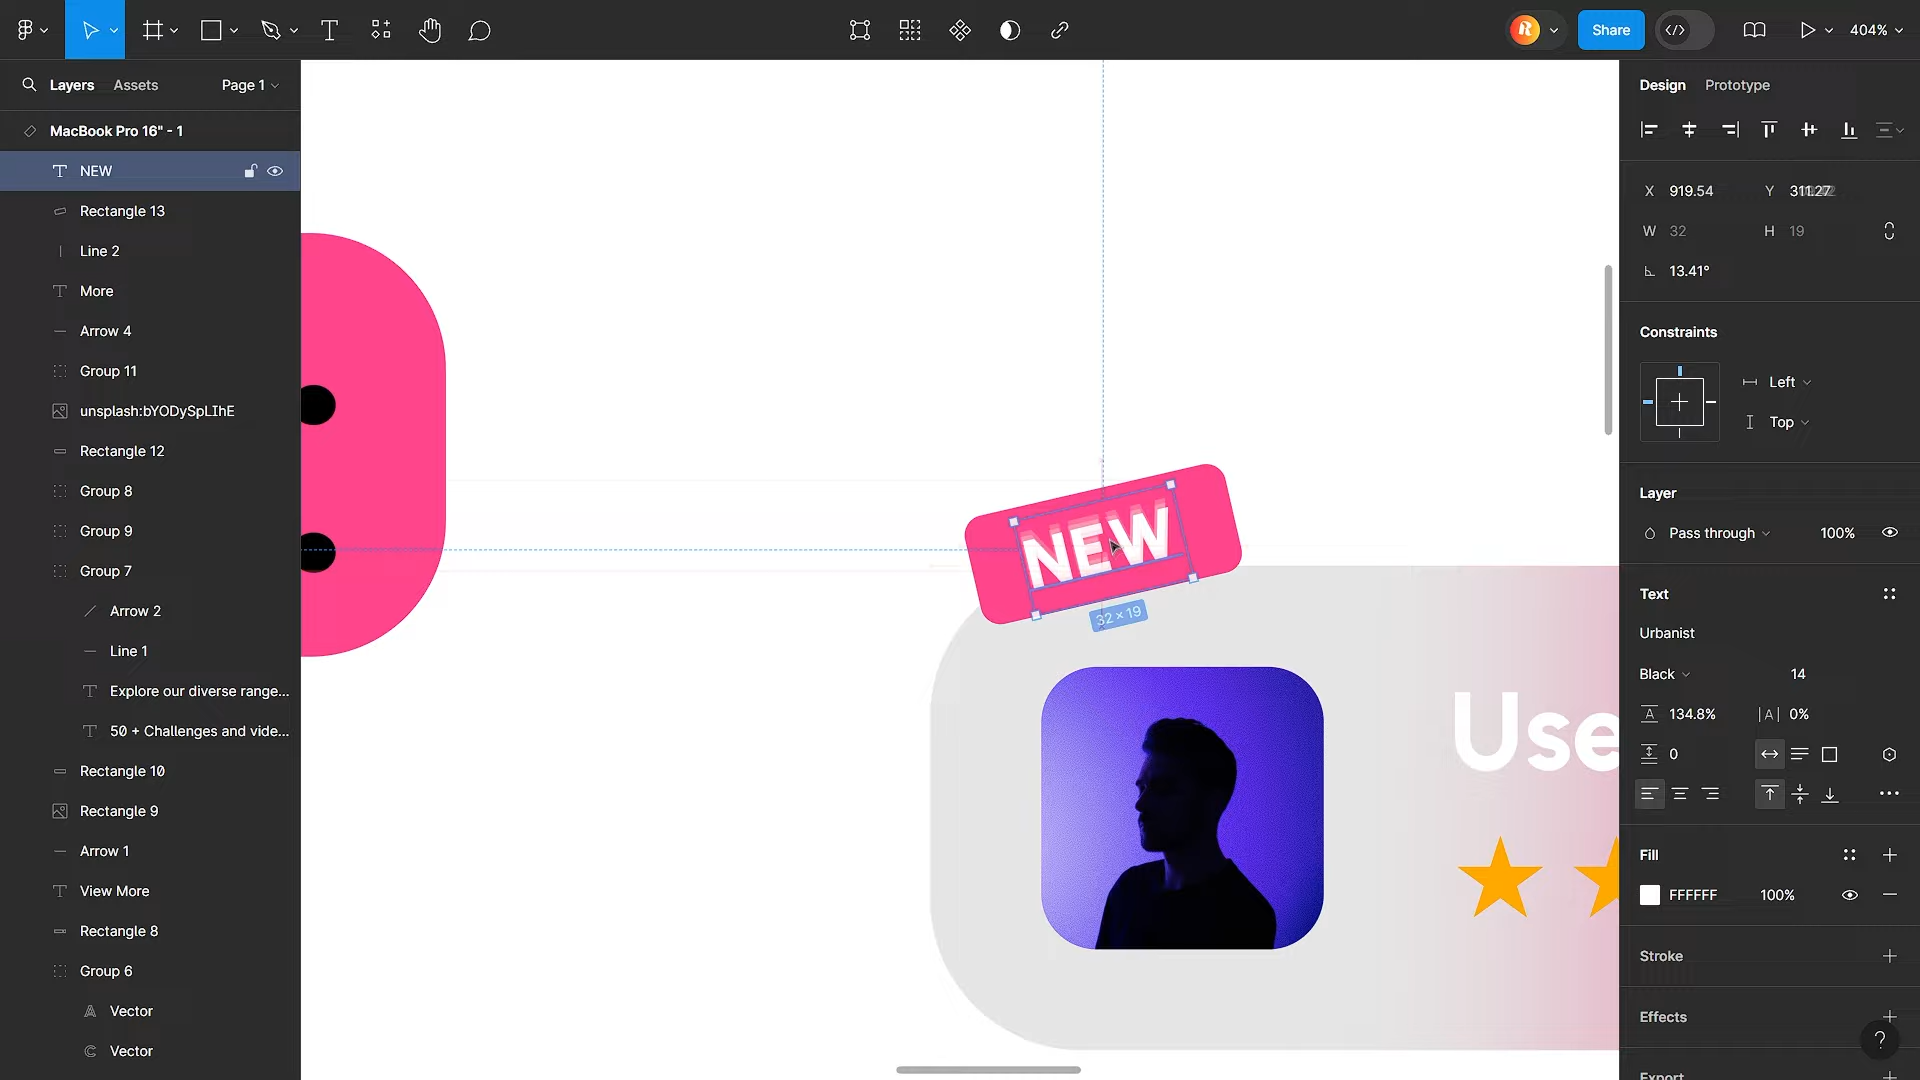 Share
404%
Layers
Assets
Page 1
Design
Prototype
MacBook Pro 16" - 1
NEW
Rectangle 13
Line 2
More
Arrow 4
Group 11
unsplash:bYODySpLIhE
Rectangle 12
Group 8
Group 9
Group 7
Arrow 2
Line 1
Explore our diverse range...
50 + Challenges and vide...
Rectangle 10
Rectangle 9
Arrow 1
View More
Rectangle 8
Group 6
Vector
Vector
NEW
32 × 19
Use
X 919.54
Y 311.27
W 32
H 19
13.41°
Constraints
Left
Top
Layer
Pass through
100%
Text
Urbanist
Black
14
134.8%
|A| 0%
0
Fill
FFFFFF
100%
Stroke
Effects
?
Export